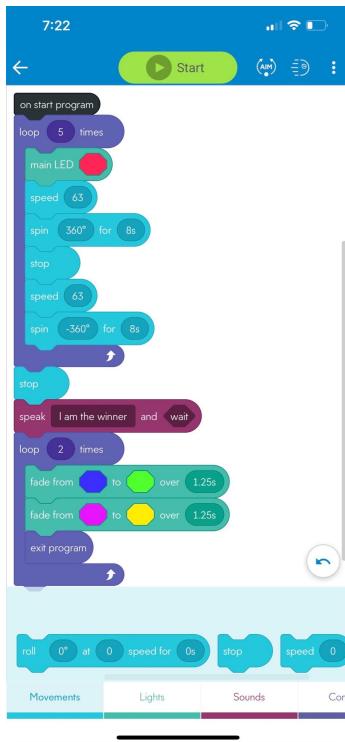 7:22
Start
AIM
on start program
loop 5 times
main LED
speed 63
spin 360° for 8s
stop
speed 63
spin -360° for 8s
stop
speak I am the winner and wait
loop 2 times
fade from to over 1.25s
fade from to over 1.25s
exit program
roll 0° at 0 speed for 0s stop speed 0
Movements Lights Sounds Con